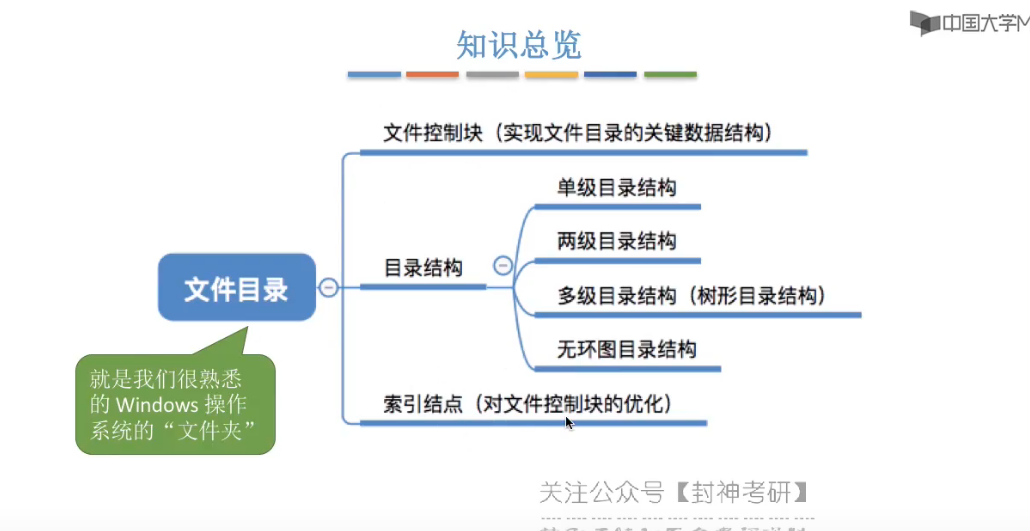 中国大学M
知识总览
文件控制块（实现文件目录的关键数据结构）
单级目录结构
两级目录结构
目录结构
文件目录
多级目录结构（树形目录结构）
无环图目录结构
就是我们很熟悉
的 Windows 操作
系统的“文件夹”
索引结点（对文件控制块的优化）
关注公众号【封神考研】